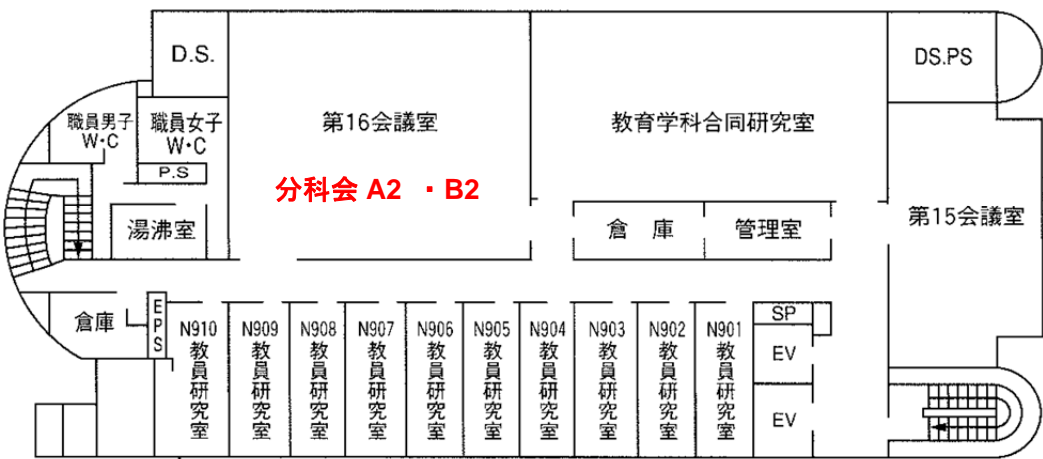 D.S.
DS.PS
職員男子
W・C
職員女子
W・C
第16会議室
教育学科合同研究室
P.S
分科会 A2 ・B2
湯沸室
倉 庫
管理室
第15会議室
倉庫
EPS
N910
教員研究室
N909
教員研究室
N908
教員研究室
N907
教員研究室
N906
教員研究室
N905
教員研究室
N904
教員研究室
N903
教員研究室
N902
教員研究室
N901
教員研究室
SP
EV
EV